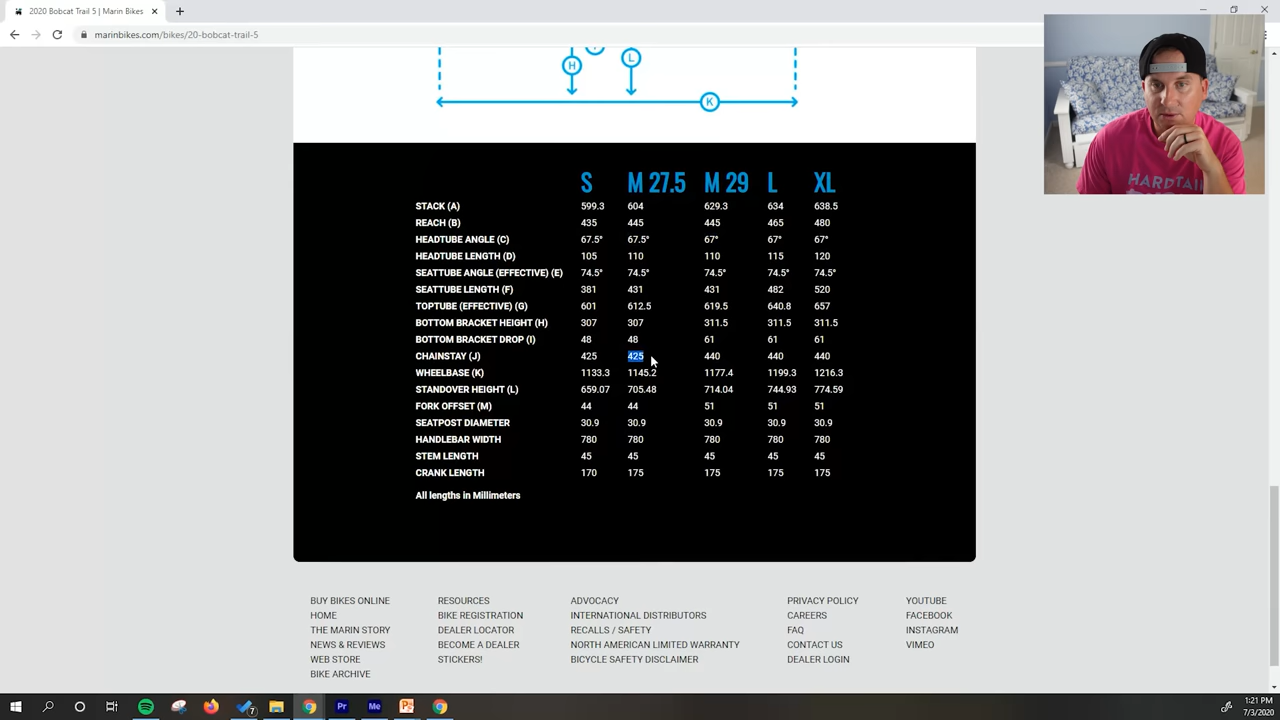 2020 Bobcat Trail 5 | Marin Bikes
marinbikes.com/bikes/20-bobcat-trail-5
H
L
K
HARDTAIL
S M 27.5 M 29 L XL
STACK (A) 599.3 604 629.3 634 638.5
REACH (B) 435 445 445 465 480
HEADTUBE ANGLE (C) 67.5° 67.5° 67° 67° 67°
HEADTUBE LENGTH (D) 105 110 110 115 120
SEATTUBE ANGLE (EFFECTIVE) (E) 74.5° 74.5° 74.5° 74.5° 74.5°
SEATTUBE LENGTH (F) 381 431 431 482 520
TOPTUBE (EFFECTIVE) (G) 601 612.5 619.5 640.8 657
BOTTOM BRACKET HEIGHT (H) 307 307 311.5 311.5 311.5
BOTTOM BRACKET DROP (I) 48 48 61 61 61
CHAINSTAY (J) 425 425 440 440 440
WHEELBASE (K) 1133.3 1145.2 1177.4 1199.3 1216.3
STANDOVER HEIGHT (L) 659.07 705.48 714.04 744.93 774.59
FORK OFFSET (M) 44 44 51 51 51
SEATPOST DIAMETER 30.9 30.9 30.9 30.9 30.9
HANDLEBAR WIDTH 780 780 780 780 780
STEM LENGTH 45 45 45 45 45
CRANK LENGTH 170 175 175 175 175
All lengths in Millimeters
BUY BIKES ONLINE RESOURCES ADVOCACY PRIVACY POLICY YOUTUBE
HOME BIKE REGISTRATION INTERNATIONAL DISTRIBUTORS CAREERS FACEBOOK
THE MARIN STORY DEALER LOCATOR RECALLS / SAFETY FAQ INSTAGRAM
NEWS & REVIEWS BECOME A DEALER NORTH AMERICAN LIMITED WARRANTY CONTACT US VIMEO
WEB STORE STICKERS! BICYCLE SAFETY DISCLAIMER DEALER LOGIN
BIKE ARCHIVE
7 Pr Me
1:21 PM
7/3/2020